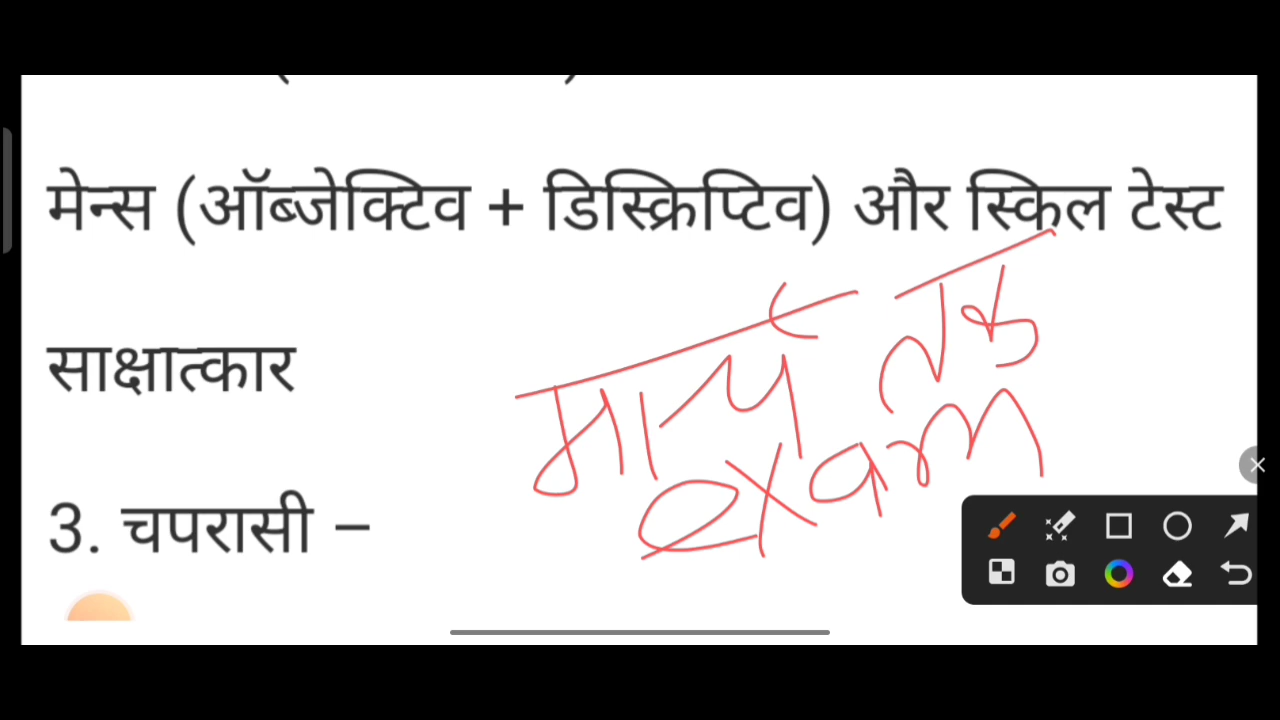 मेन्स (ऑब्जेक्टिव + डिस्क्रिप्टिव) और स्किल टेस्ट
साक्षात्कार
तक
exam
3. चपरासी –